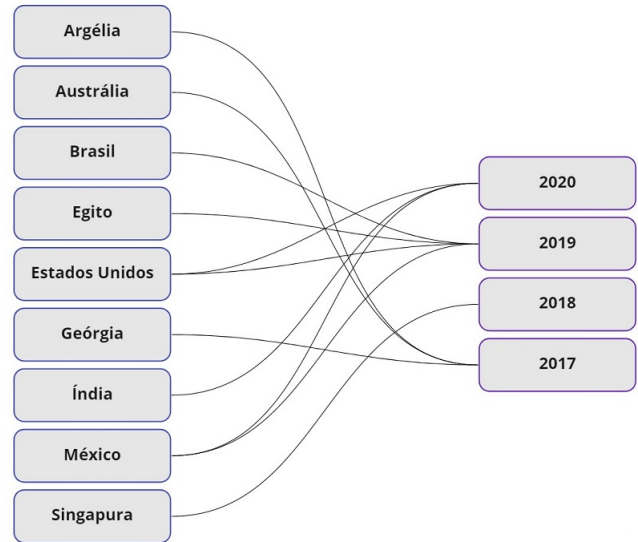 Argélia
Austrália
Brasil
Egito
Estados Unidos
Geórgia
Índia
México
Singapura
2020
2019
2018
2017